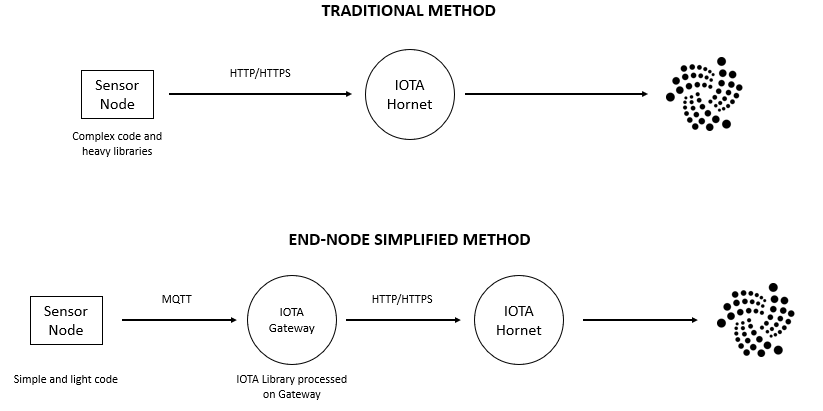 TRADITIONAL METHOD
HTTP/HTTPS
Sensor
Node
IOTA
Hornet
Complex code and
heavy libraries
END-NODE SIMPLIFIED METHOD
MQTT
HTTP/HTTPS
Sensor
Node
IOTA
Gateway
IOTA
Hornet
Simple and light code
IOTA Library processed
on Gateway